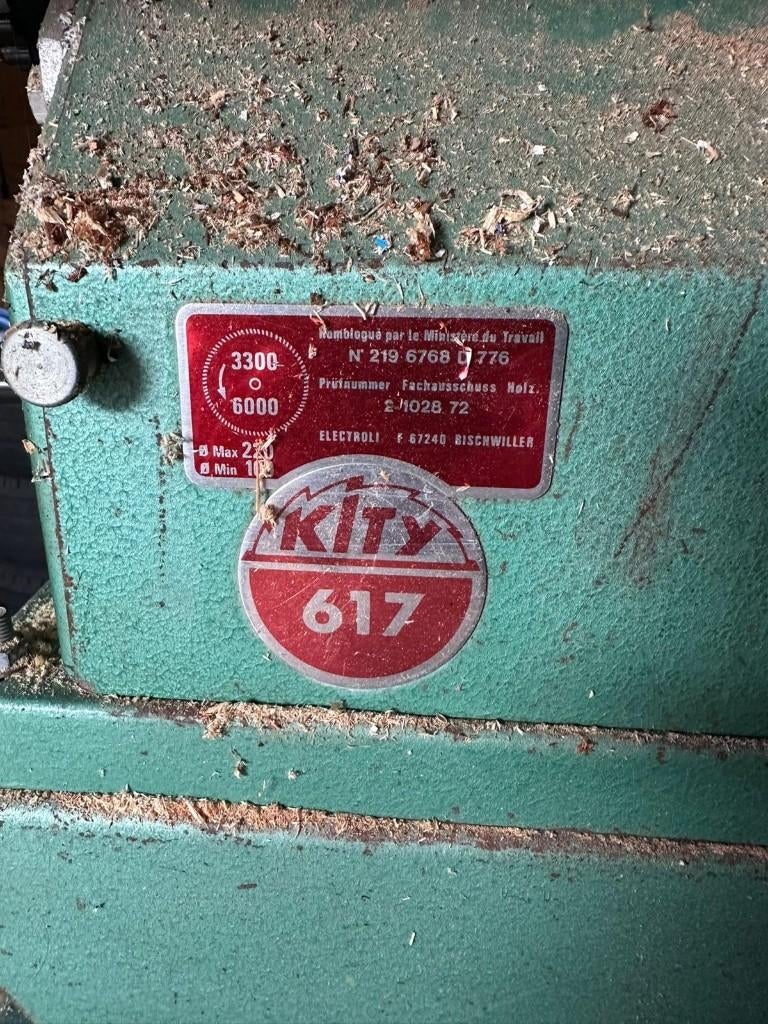 3300
6000
Ø Max 220
Ø Min
Homologué par le Ministère du Travail
N° 219 6768 D 776
Prüfnummer Fachausschuss Holz.
2 1028 72
ELECTROLI F 67240 BISCHWILLER
KITY
617